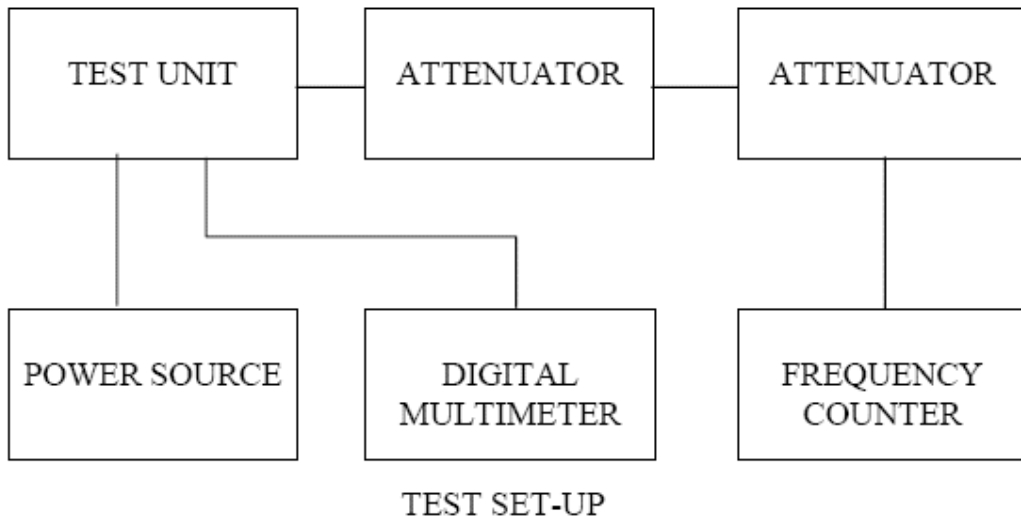 TEST UNIT
ATTENUATOR
ATTENUATOR
POWER SOURCE
DIGITAL
MULTIMETER
FREQUENCY
COUNTER
TEST SET-UP